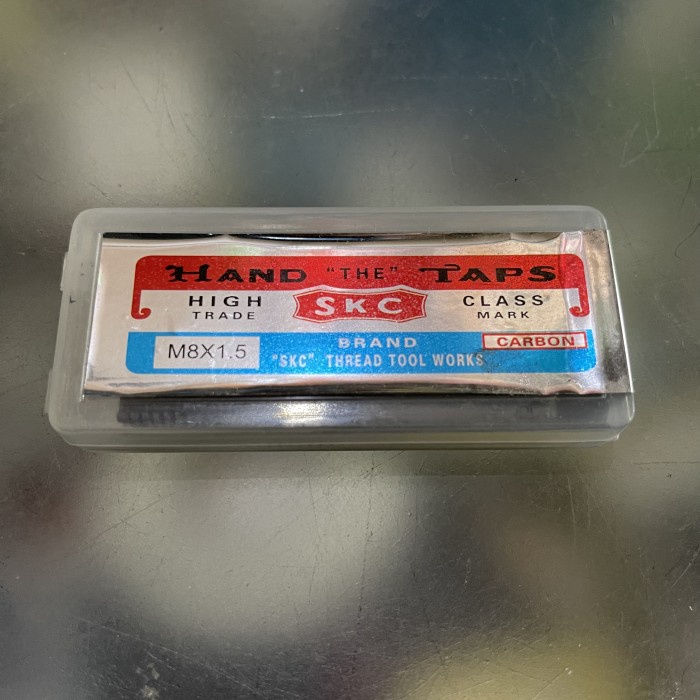 HAND "THE" TAPS
HIGH SKC CLASS
TRADE MARK
BRAND CARBON
M8X1.5 "SKC" THREAD TOOL WORKS